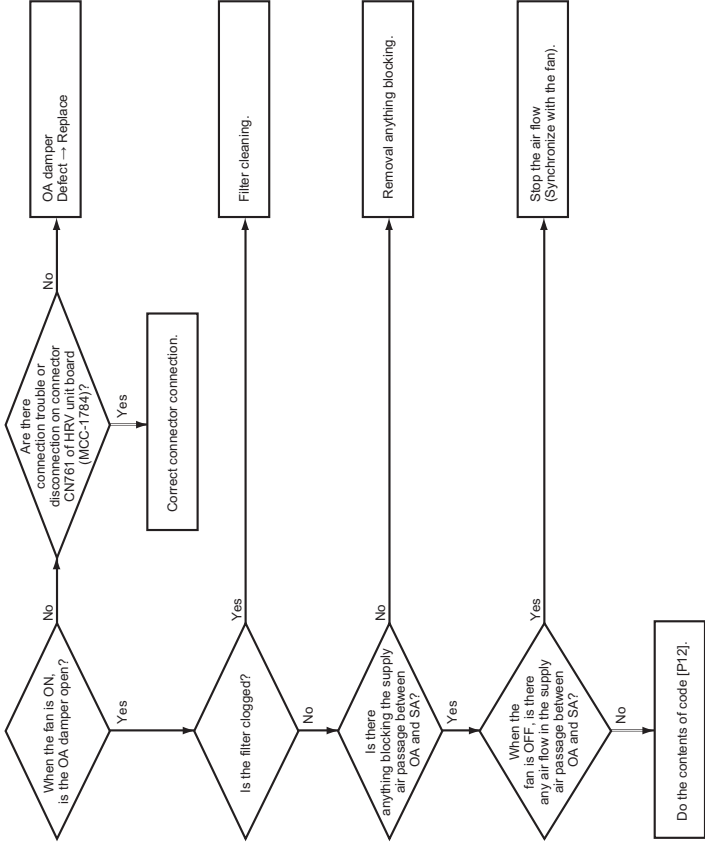 When the fan is ON,
is the OA damper open?
No
Yes
Are there
connection trouble or
disconnection on connector
CN761 of HRV unit board
(MCC-1784)?
No
Yes
OA damper
Defect → Replace
Correct connector connection.
Is the filter clogged?
Yes
No
Filter cleaning.
Is there
anything blocking the supply
air passage between
OA and SA?
No
Yes
Removal anything blocking.
When the
fan is OFF, is there
any air flow in the supply
air passage between
OA and SA?
Yes
No
Stop the air flow
(Synchronize with the fan).
Do the contents of code [P12].